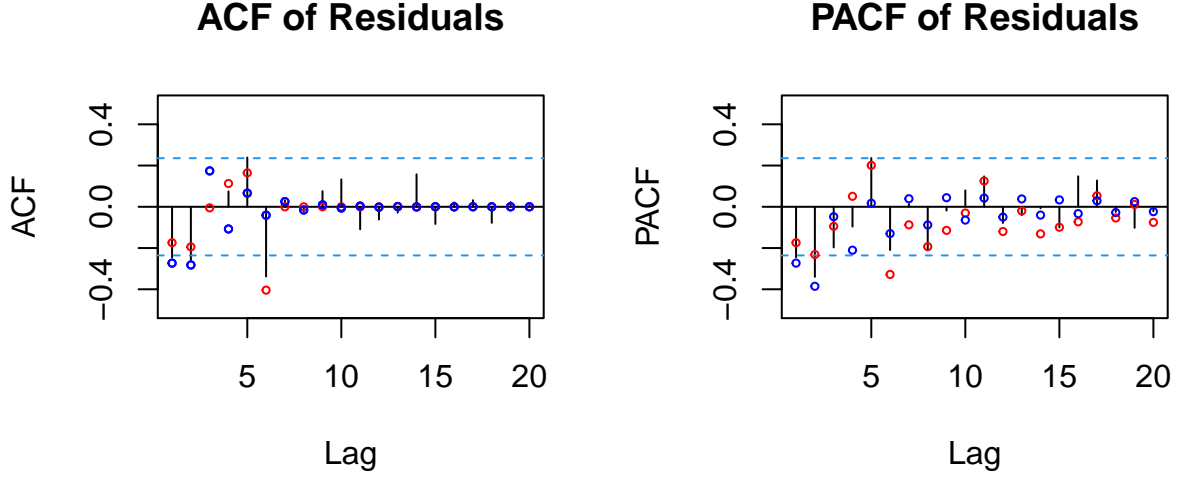 ACF of Residuals
ACF
0.4
0.0
−0.4
5 10 15 20
Lag
PACF of Residuals
PACF
0.4
0.0
−0.4
5 10 15 20
Lag